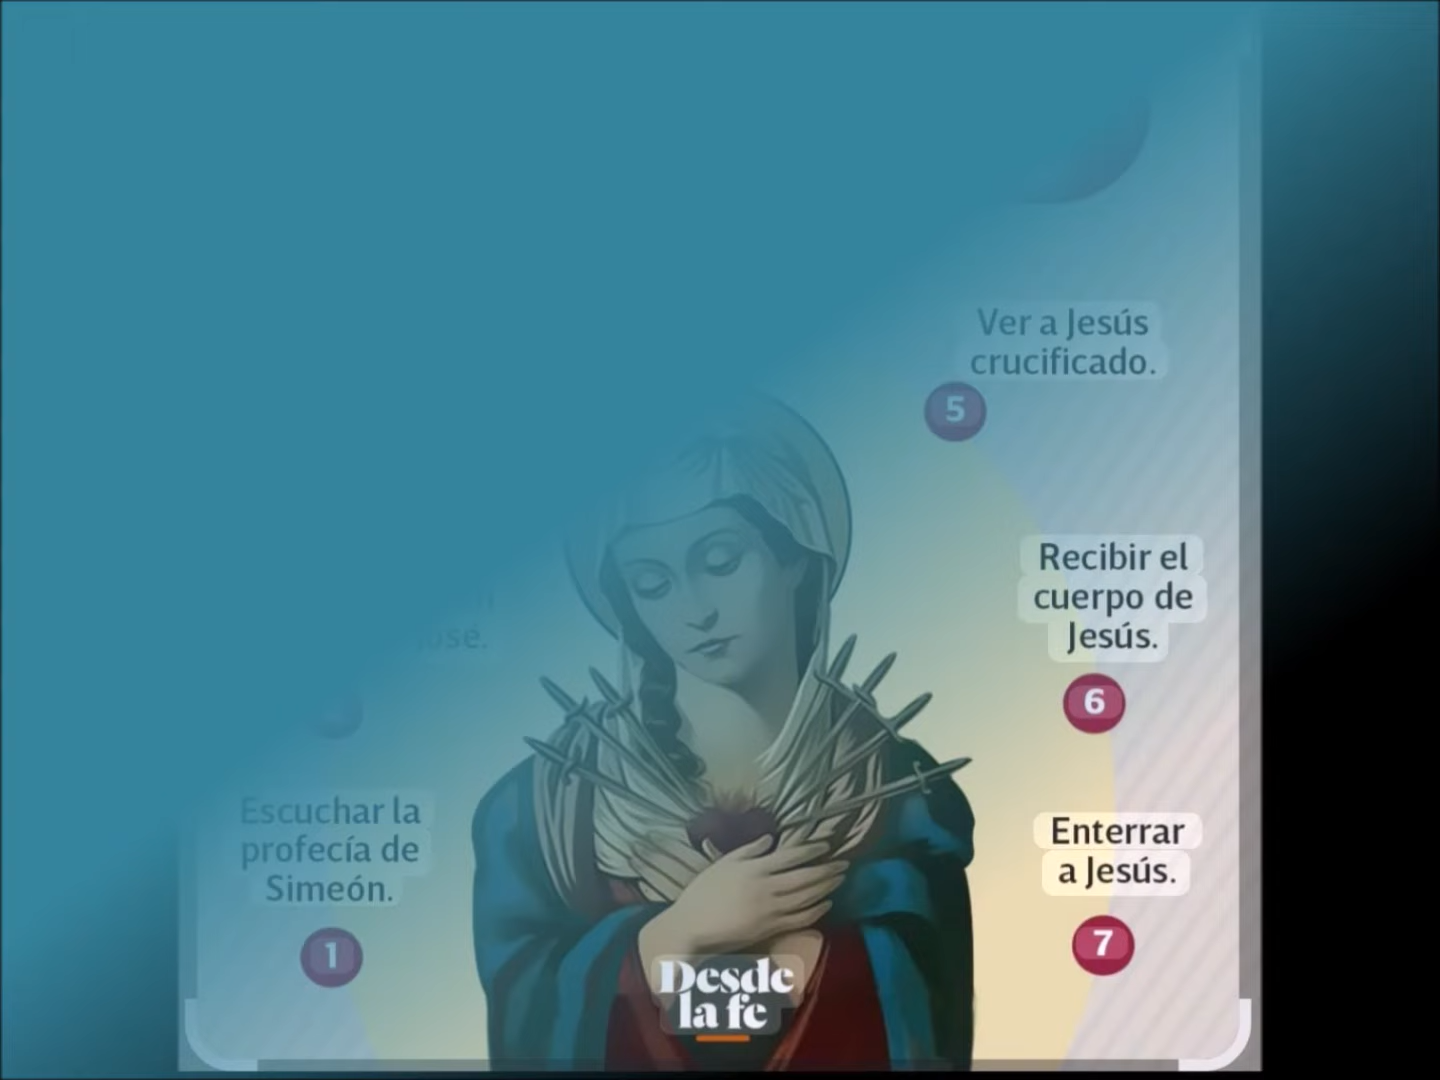 Ver a Jesús
crucificado.
5
Recibir el
cuerpo de
Jesús.
6
Escuchar la
profecía de
Simeón.
1
Enterrar
a Jesús.
7
Desde
la fe